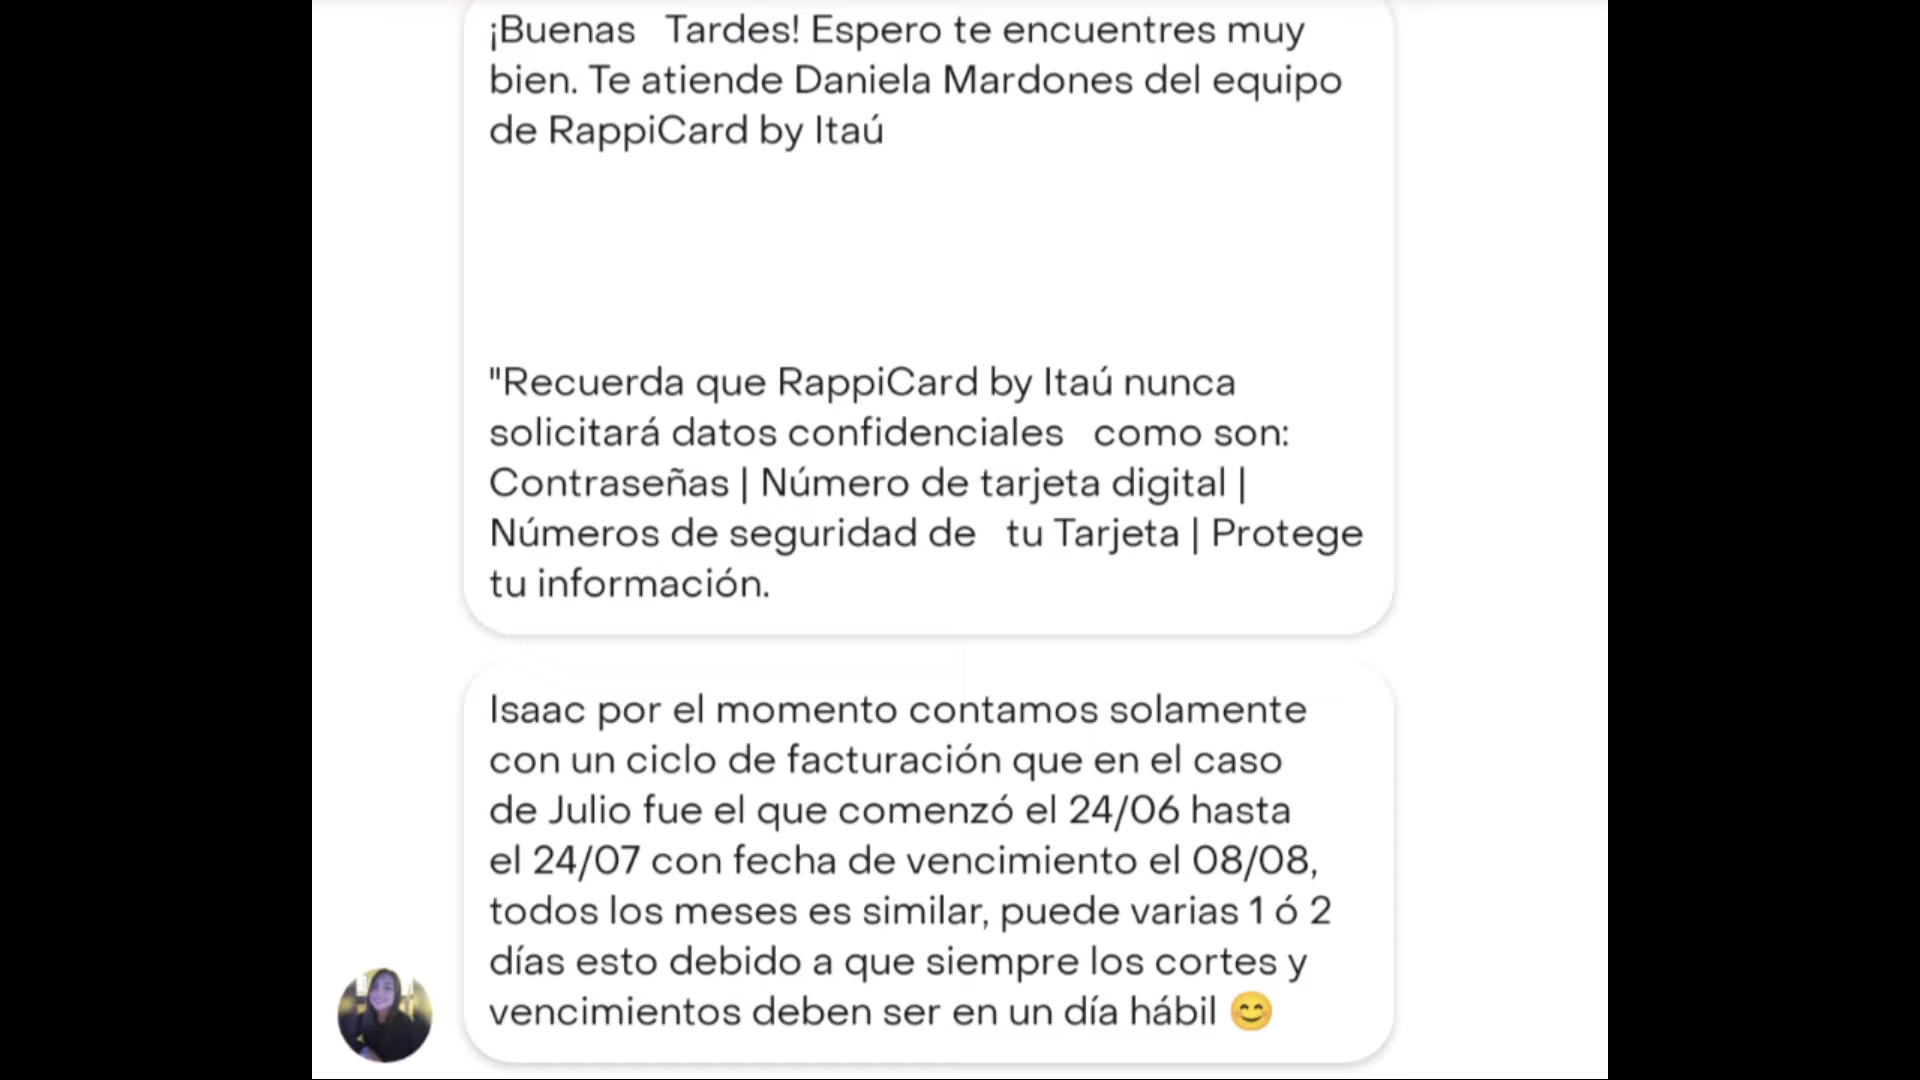 ¡Buenas   Tardes! Espero te encuentres muy
bien. Te atiende Daniela Mardones del equipo
de RappiCard by Itaú
"Recuerda que RappiCard by Itaú nunca
solicitará datos confidenciales   como son:
Contraseñas | Número de tarjeta digital |
Números de seguridad de   tu Tarjeta | Protege
tu información.
Isaac por el momento contamos solamente
con un ciclo de facturación que en el caso
de Julio fue el que comenzó el 24/06 hasta
el 24/07 con fecha de vencimiento el 08/08,
todos los meses es similar, puede varias 1 ó 2
días esto debido a que siempre los cortes y
vencimientos deben ser en un día hábil 😊